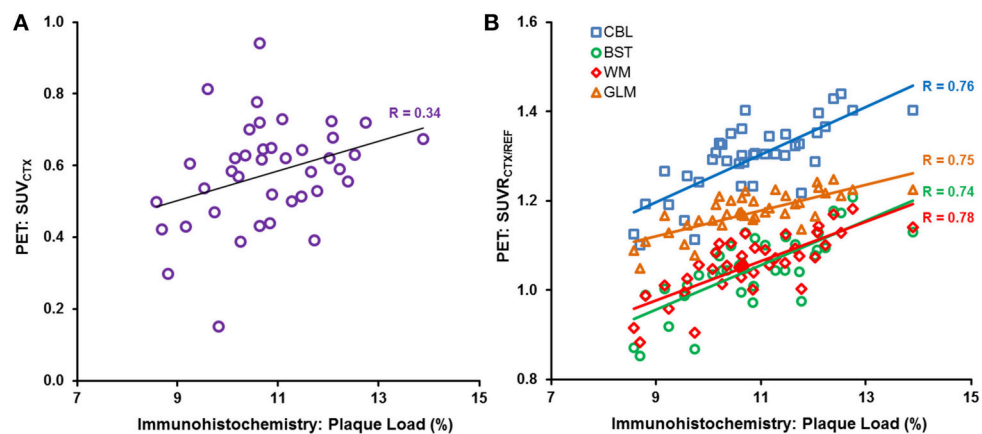 A
PET: SUVCTX
1.0
0.8
0.6
0.4
0.2
0.0
R = 0.34
7
9
11
13
15
Immunohistochemistry: Plaque Load (%)
B
PET: SUVRCTX/REF
1.6
1.4
1.2
1.0
0.8
CBL
BST
WM
GLM
R = 0.76
R = 0.75
R = 0.74
R = 0.78
7
9
11
13
15
Immunohistochemistry: Plaque Load (%)